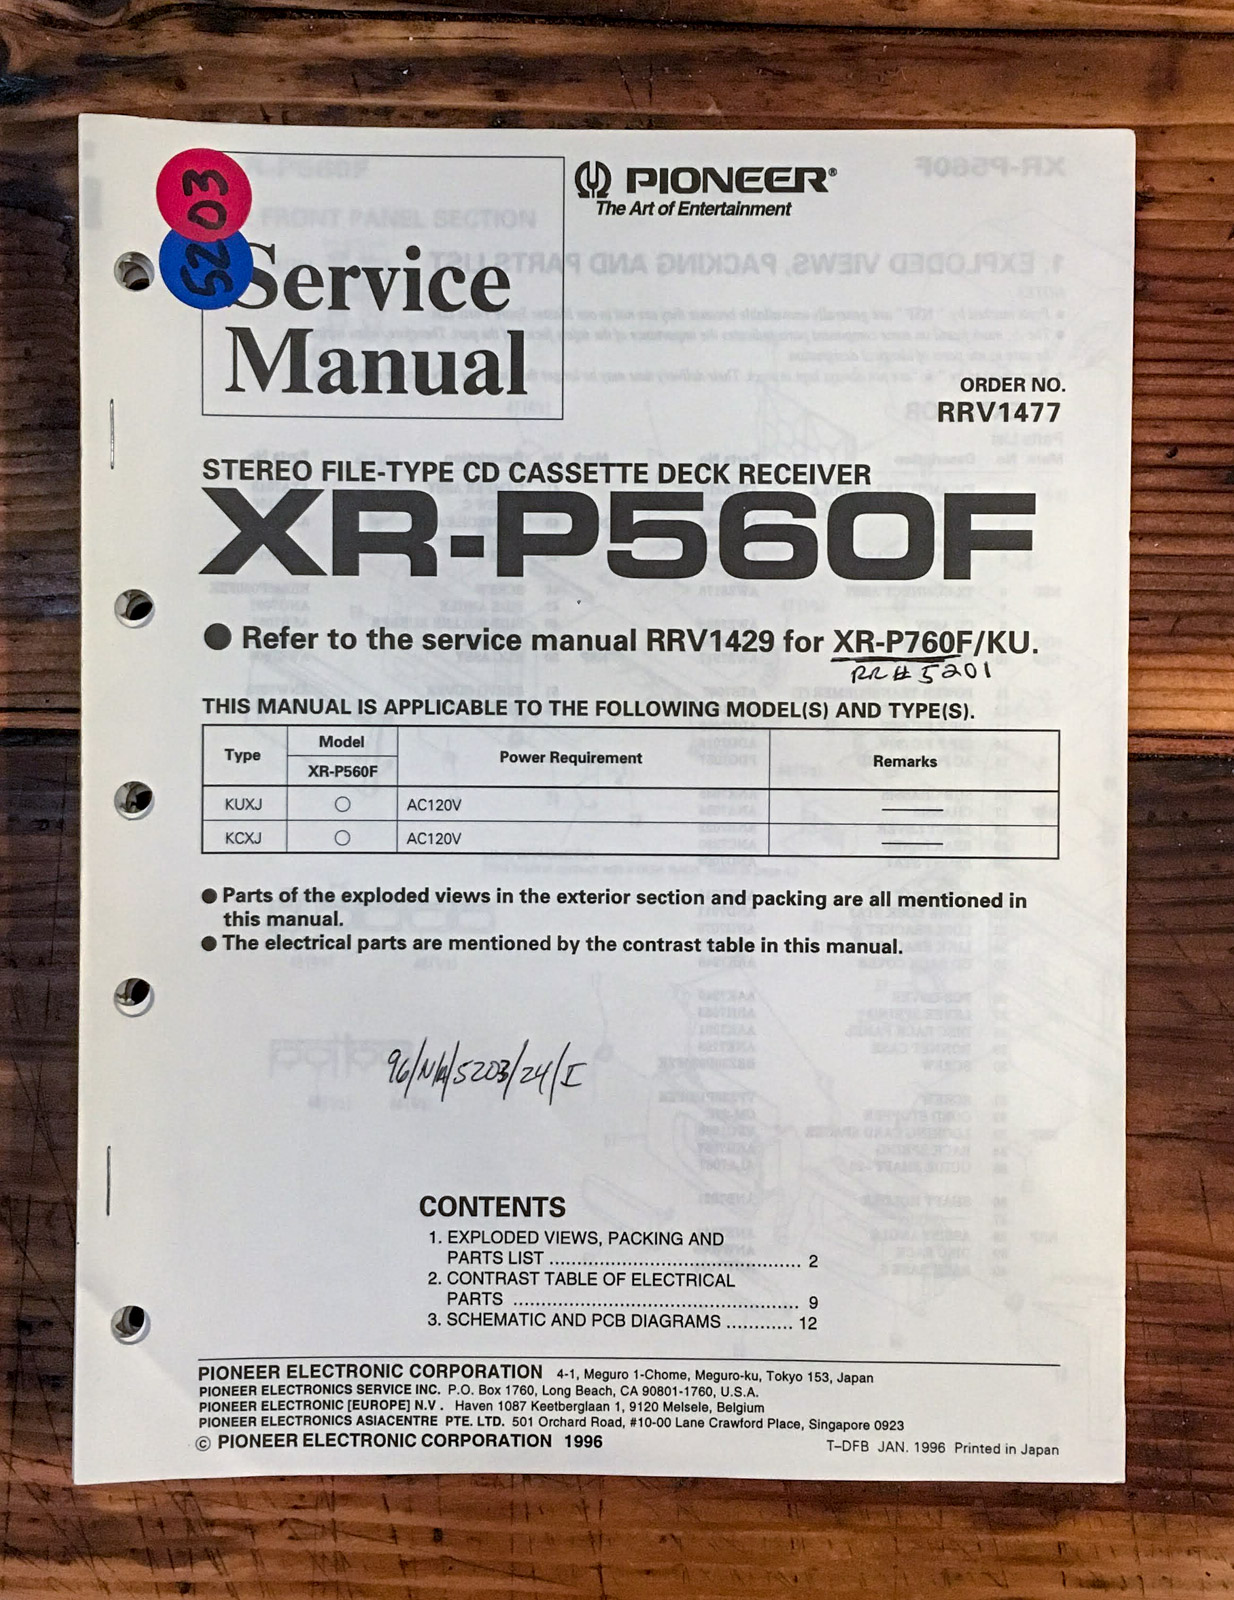 5203
Service
Manual
PIONEER®
The Art of Entertainment
ORDER NO.
RRV1477
STEREO FILE-TYPE CD CASSETTE DECK RECEIVER
XR-P560F
● Refer to the service manual RRV1429 for XR-P760F/KU.
RR# 5201
THIS MANUAL IS APPLICABLE TO THE FOLLOWING MODEL(S) AND TYPE(S).
Type Model Power Requirement Remarks
XR-P560F
KUXJ ○ AC120V ———
KCXJ ○ AC120V ———
● Parts of the exploded views in the exterior section and packing are all mentioned in
this manual.
● The electrical parts are mentioned by the contrast table in this manual.
96/N/A/5203/24/I
CONTENTS
1. EXPLODED VIEWS, PACKING AND
PARTS LIST ............................................. 2
2. CONTRAST TABLE OF ELECTRICAL
PARTS ................................................... 9
3. SCHEMATIC AND PCB DIAGRAMS ............ 12
PIONEER ELECTRONIC CORPORATION 4-1, Meguro 1-Chome, Meguro-ku, Tokyo 153, Japan
PIONEER ELECTRONICS SERVICE INC. P.O. Box 1760, Long Beach, CA 90801-1760, U.S.A.
PIONEER ELECTRONIC [EUROPE] N.V. Haven 1087 Keetberglaan 1, 9120 Melsele, Belgium
PIONEER ELECTRONICS ASIACENTRE PTE. LTD. 501 Orchard Road, #10-00 Lane Crawford Place, Singapore 0923
© PIONEER ELECTRONIC CORPORATION 1996
T-DFB JAN. 1996 Printed in Japan